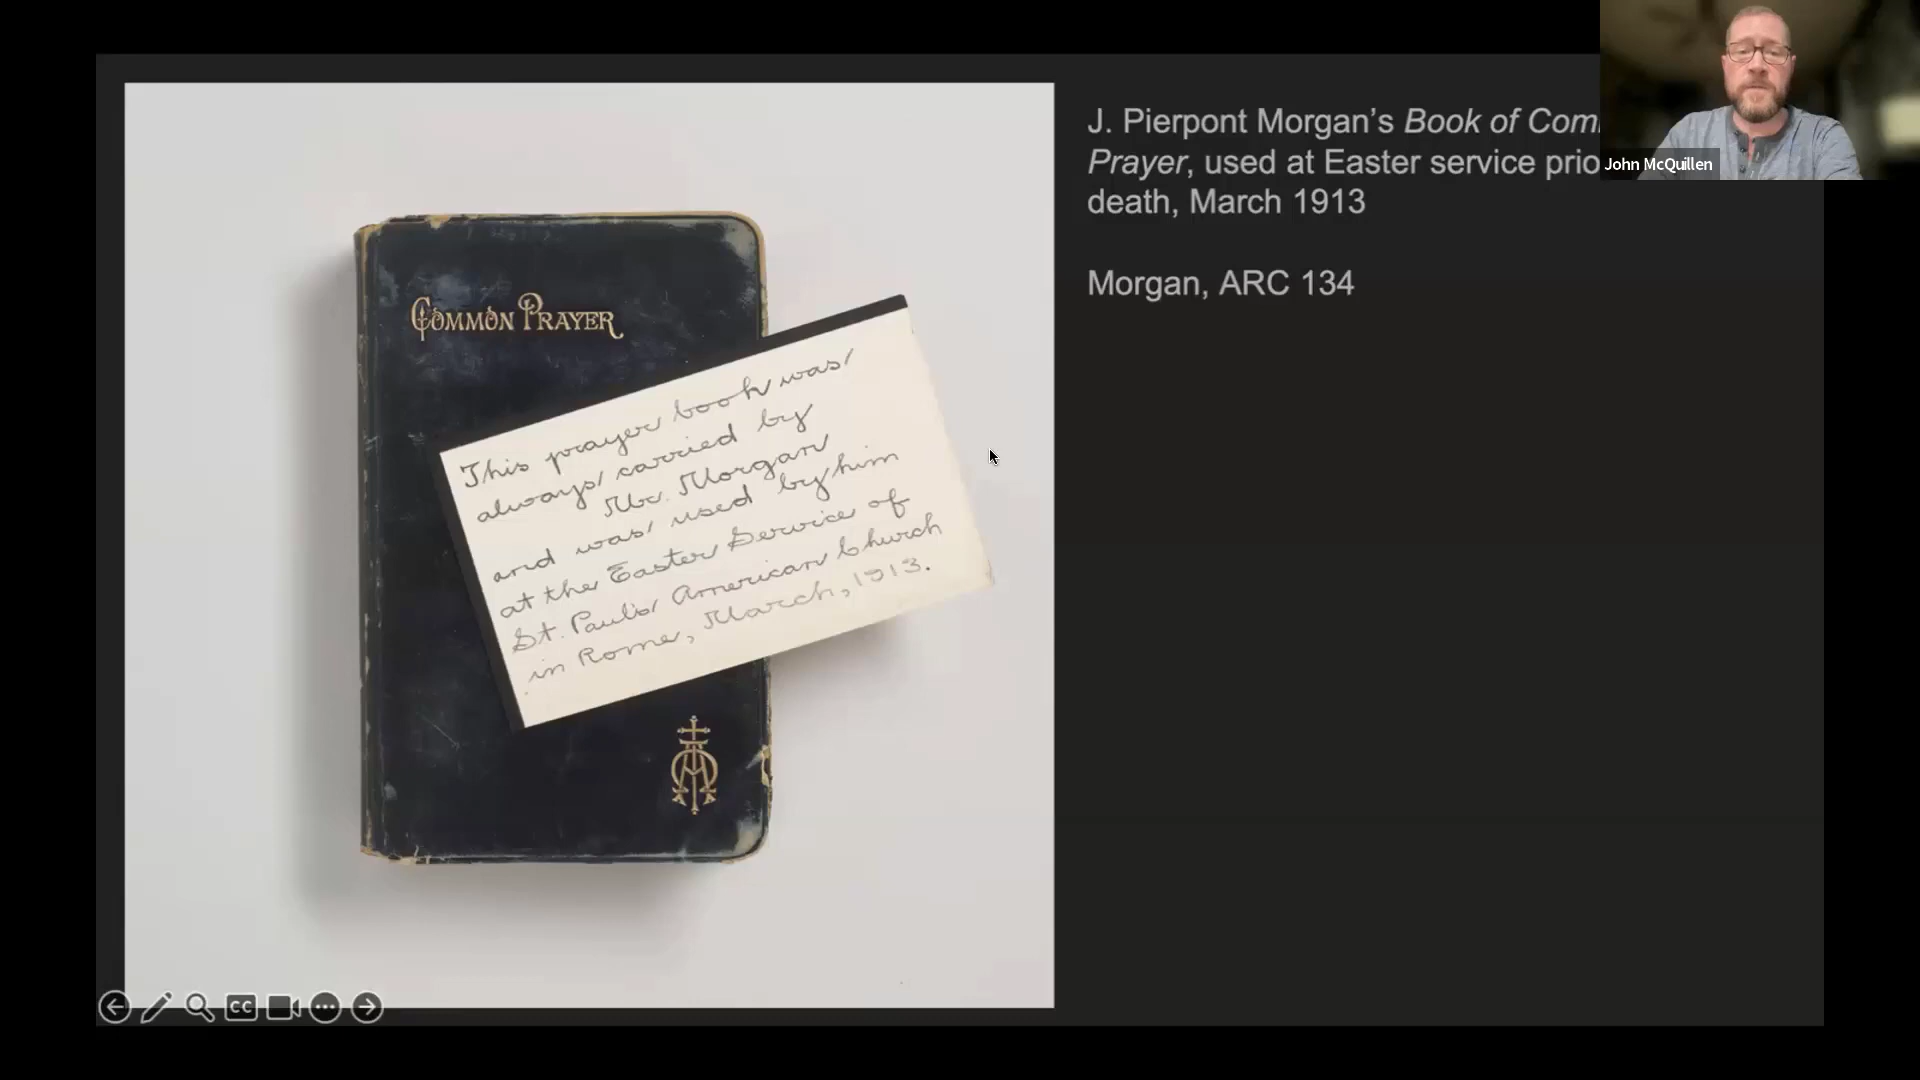 J. Pierpont Morgan's Book of Com
Prayer, used at Easter service prio
death, March 1913
Morgan, ARC 134
John McQuillen
COMMON PRAYER
This prayer book was
always carried by
Mr. Morgan
and was used by him
at the Easter Service of
St. Paul's American Church
in Rome, March, 1913.
CC